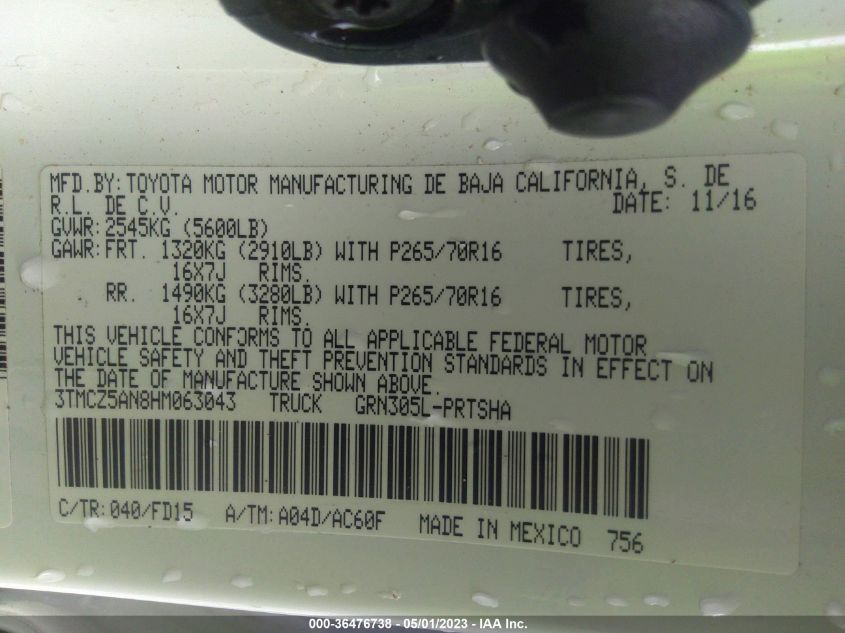 MFD.BY:TOYOTA MOTOR MANUFACTURING DE BAJA CALIFORNIA, S. DE
R.L. DE C.V. DATE: 11/16
GVWR:2545KG (5600LB)
GAWR:FRT. 1320KG (2910LB) WITH P265/70R16 TIRES,
16X7J RIMS.
RR. 1490KG (3280LB) WITH P265/70R16 TIRES,
16X7J RIMS.
THIS VEHICLE CONFORMS TO ALL APPLICABLE FEDERAL MOTOR
VEHICLE SAFETY AND THEFT PREVENTION STANDARDS IN EFFECT ON
THE DATE OF MANUFACTURE SHOWN ABOVE.
3TMCZ5AN8HM063043 TRUCK GRN305L-PRTSHA
C/TR:040/FD15 A/TM:A04D/AC60F MADE IN MEXICO 756
000-36476738 - 05/01/2023 - IAA Inc.